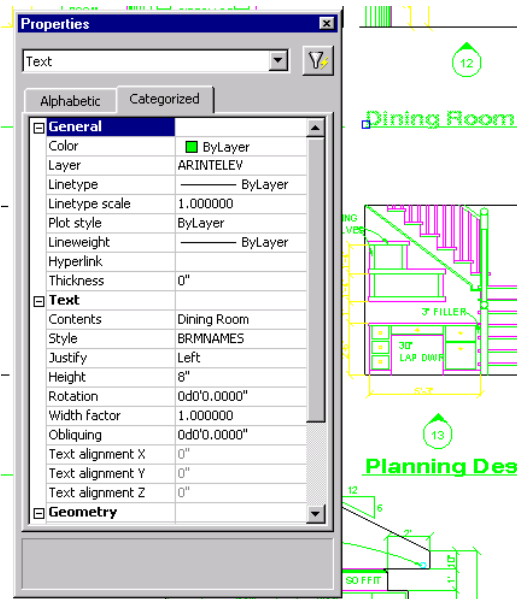 Properties
Text
Alphabetic
Categorized
General
Color ByLayer
Layer ARINTELEV
Linetype ByLayer
Linetype scale 1.000000
Plot style ByLayer
Lineweight ByLayer
Hyperlink
Thickness 0"
Text
Contents Dining Room
Style BRMNAMES
Justify Left
Height 8"
Rotation 0d0'0.0000"
Width factor 1.000000
Obliquing 0d0'0.0000"
Text alignment X 0"
Text alignment Y 0"
Text alignment Z 0"
Geometry
12
Dining Room
3" FILLER
30"
LAP DWR
13
Planning Des
12
6
2'
10"
1'
SOFFIT